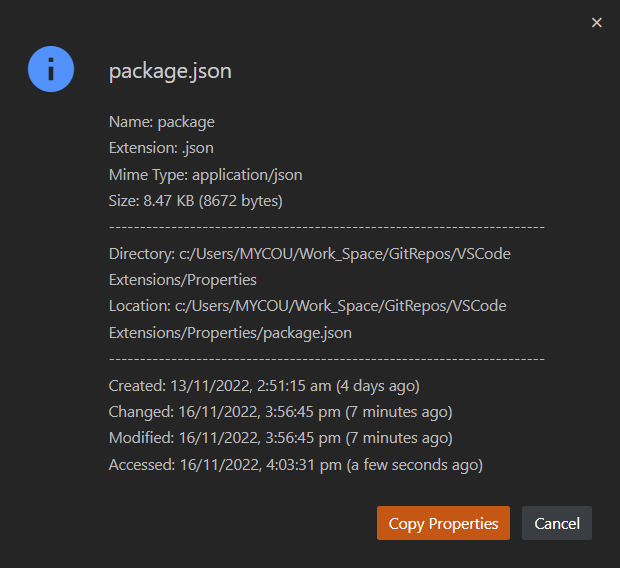 package.json
Name: package
Extension: .json
Mime Type: application/json
Size: 8.47 KB (8672 bytes)
----------------------------------------------------------------------
Directory: c:/Users/MYCOU/Work_Space/GitRepos/VSCode
Extensions/Properties
Location: c:/Users/MYCOU/Work_Space/GitRepos/VSCode
Extensions/Properties/package.json
----------------------------------------------------------------------
Created: 13/11/2022, 2:51:15 am (4 days ago)
Changed: 16/11/2022, 3:56:45 pm (7 minutes ago)
Modified: 16/11/2022, 3:56:45 pm (7 minutes ago)
Accessed: 16/11/2022, 4:03:31 pm (a few seconds ago)
Copy Properties
Cancel